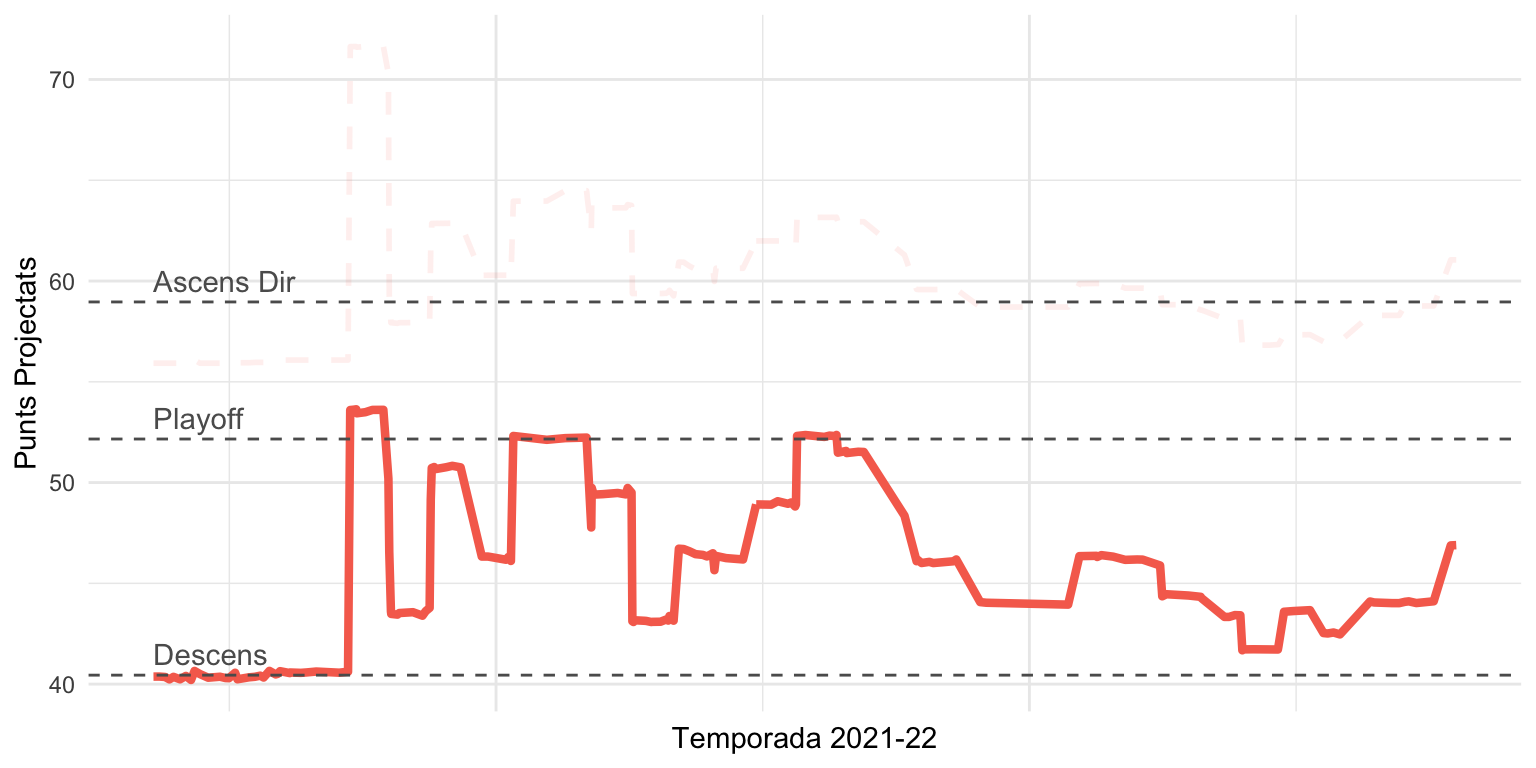 70
60
50
40
Punts Projectats
Ascens Dir
Playoff
Descens
Temporada 2021-22